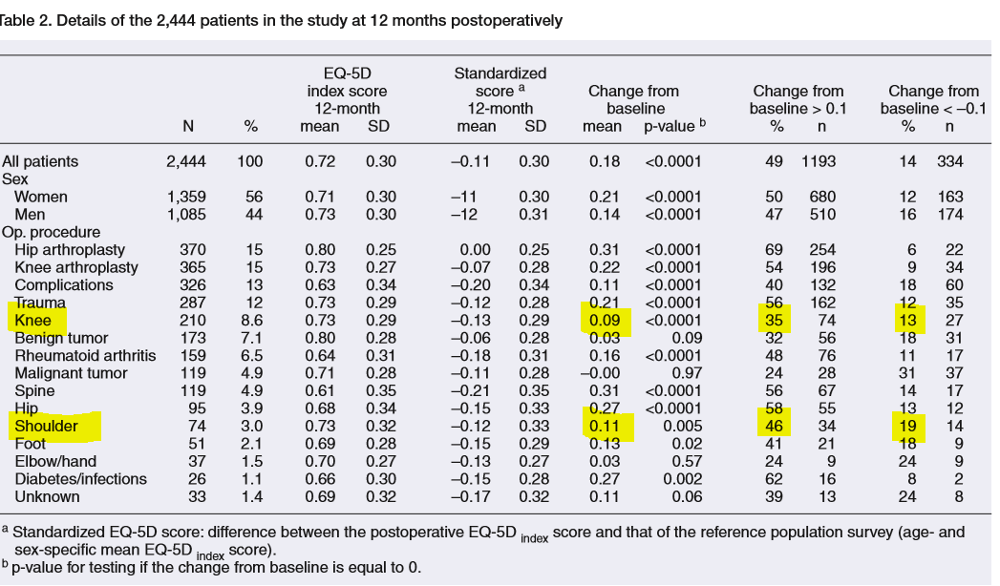 Table 2. Details of the 2,444 patients in the study at 12 months postoperatively
EQ-5D Standardized
index score score a Change from Change from Change from
12-month 12-month baseline baseline > 0.1 baseline < –0.1
N % mean SD mean SD mean p-value b % n % n
All patients 2,444 100 0.72 0.30 –0.11 0.30 0.18 <0.0001 49 1193 14 334
Sex
Women 1,359 56 0.71 0.30 –11 0.30 0.21 <0.0001 50 680 12 163
Men 1,085 44 0.73 0.30 –12 0.31 0.14 <0.0001 47 510 16 174
Op. procedure
Hip arthroplasty 370 15 0.80 0.25 0.00 0.25 0.31 <0.0001 69 254 6 22
Knee arthroplasty 365 15 0.73 0.27 –0.07 0.28 0.22 <0.0001 54 196 9 34
Complications 326 13 0.63 0.34 –0.20 0.34 0.11 <0.0001 40 132 18 60
Trauma 287 12 0.73 0.29 –0.12 0.28 0.21 <0.0001 56 162 12 35
Knee 210 8.6 0.73 0.29 –0.13 0.29 0.09 <0.0001 35 74 13 27
Benign tumor 173 7.1 0.80 0.28 –0.06 0.28 0.03 0.09 32 56 18 31
Rheumatoid arthritis 159 6.5 0.64 0.31 –0.18 0.31 0.16 <0.0001 48 76 11 17
Malignant tumor 119 4.9 0.71 0.28 –0.11 0.28 –0.00 0.97 24 28 31 37
Spine 119 4.9 0.61 0.35 –0.21 0.35 0.31 <0.0001 56 67 14 17
Hip 95 3.9 0.68 0.34 –0.15 0.33 0.27 <0.0001 58 55 13 12
Shoulder 74 3.0 0.73 0.32 –0.12 0.33 0.11 0.005 46 34 19 14
Foot 51 2.1 0.69 0.28 –0.15 0.29 0.13 0.02 41 21 18 9
Elbow/hand 37 1.5 0.70 0.27 –0.13 0.27 0.03 0.57 24 9 24 9
Diabetes/infections 26 1.1 0.66 0.30 –0.15 0.28 0.27 0.002 62 16 8 2
Unknown 33 1.4 0.69 0.32 –0.17 0.32 0.11 0.06 39 13 24 8
a Standardized EQ-5D score: difference between the postoperative EQ-5D index score and that of the reference population survey (age- and
sex-specific mean EQ-5D index score).
b p-value for testing if the change from baseline is equal to 0.